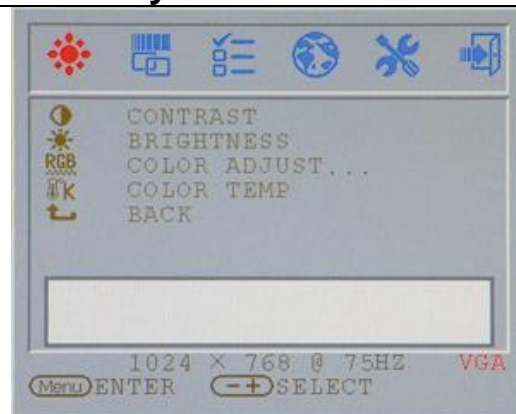 CONTRAST
BRIGHTNESS
RGB COLOR ADJUST...
K COLOR TEMP
BACK
1024 × 768 @ 75HZ VGA
Menu ENTER - + SELECT